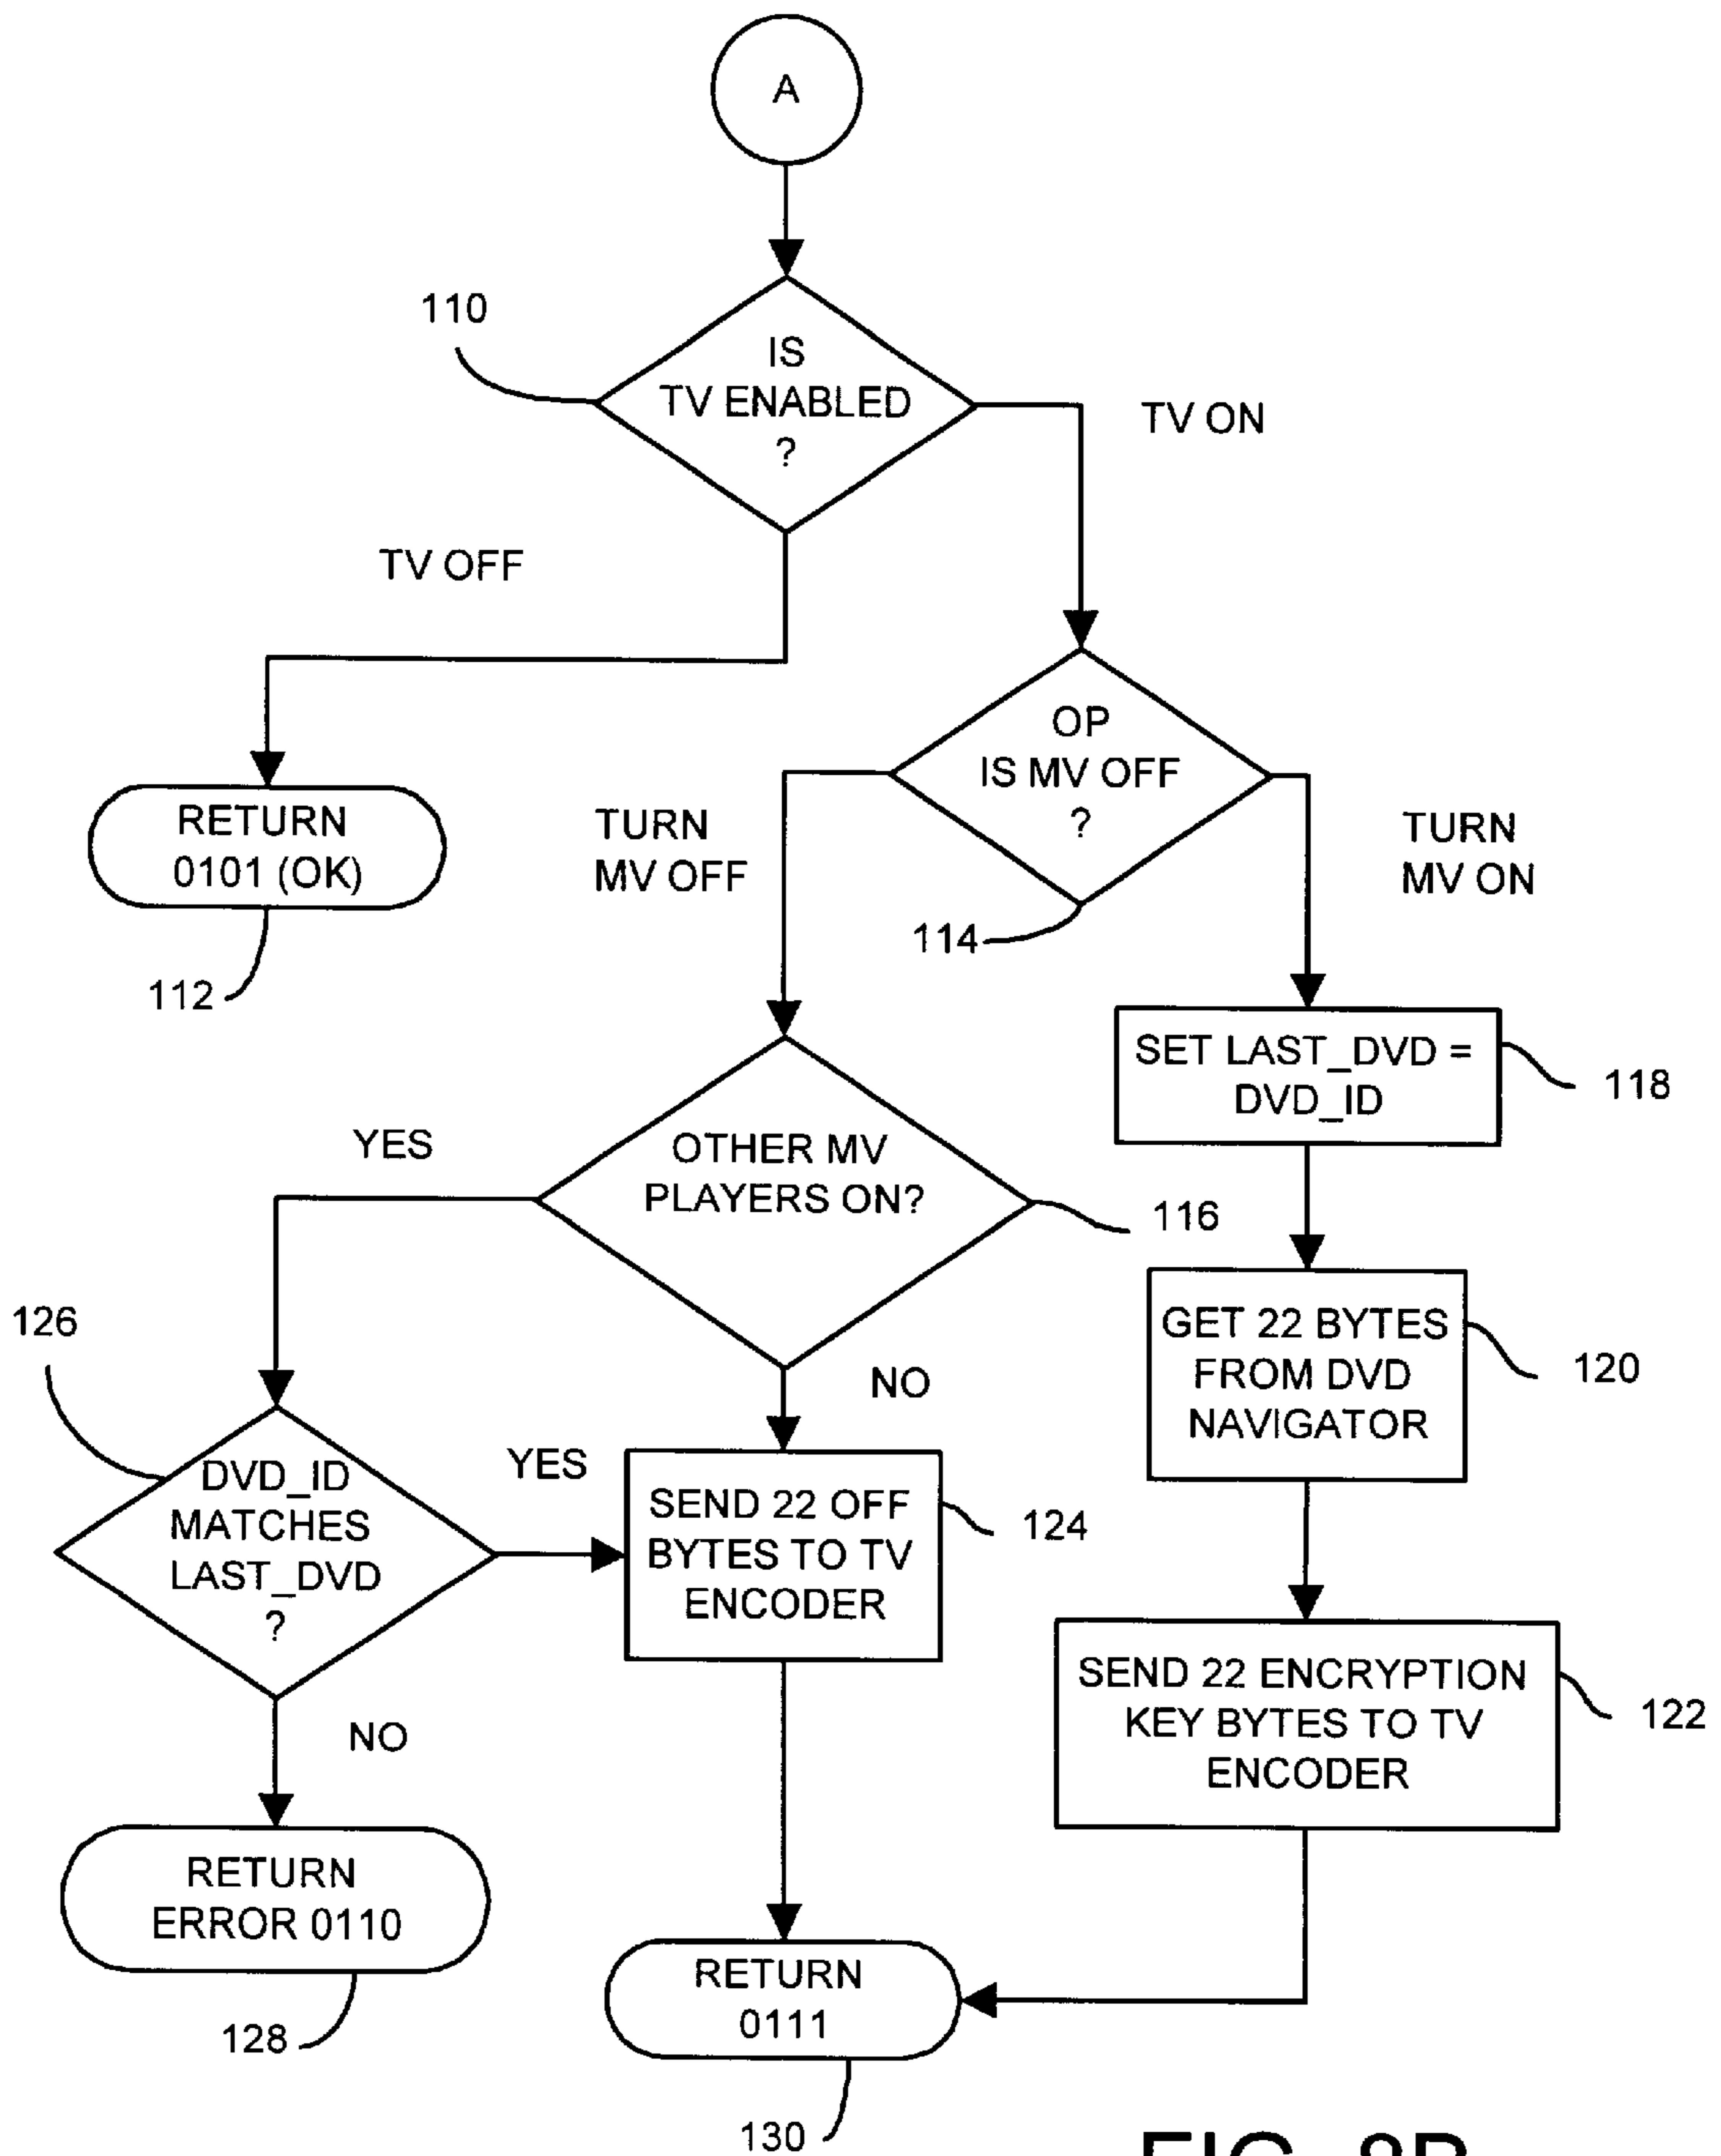 A
110
IS
TV ENABLED
?
TV ON
TV OFF
OP
IS MV OFF
?
RETURN
0101 (OK)
TURN
MV OFF
TURN
MV ON
114
112
SET LAST_DVD =
DVD_ID
118
YES
OTHER MV
PLAYERS ON?
116
126
GET 22 BYTES
FROM DVD
NAVIGATOR
120
NO
DVD_ID
MATCHES
LAST_DVD
?
YES
SEND 22 OFF
BYTES TO TV
ENCODER
124
SEND 22 ENCRYPTION
KEY BYTES TO TV
ENCODER
122
NO
RETURN
ERROR 0110
RETURN
0111
128
130